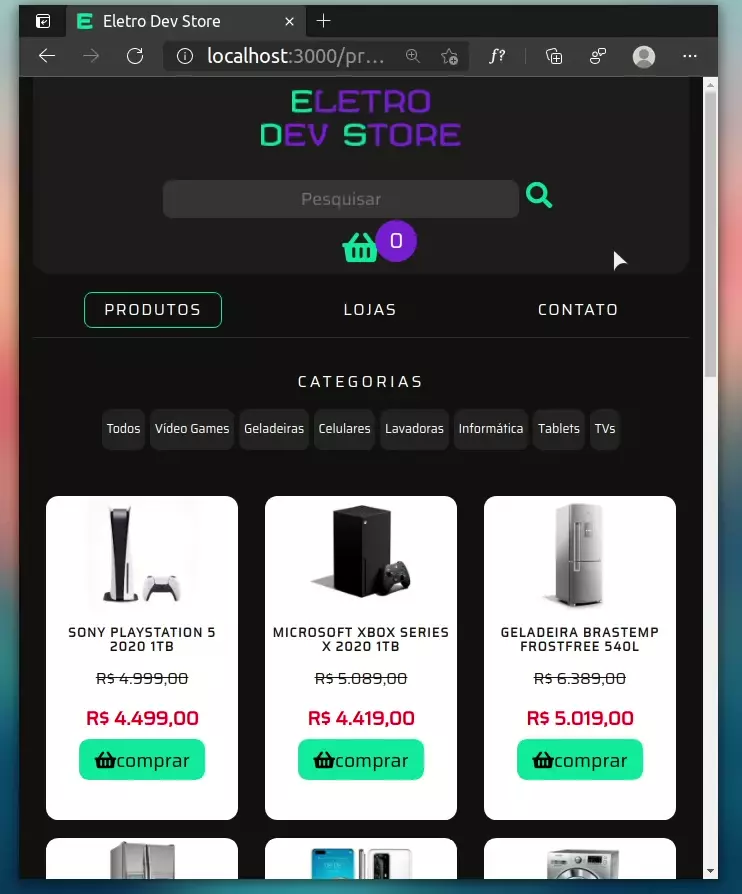 Eletro Dev Store
localhost:3000/pr...
ELETRO
DEV STORE
Pesquisar
0
PRODUTOS
LOJAS
CONTATO
CATEGORIAS
Todos
Vídeo Games
Geladeiras
Celulares
Lavadoras
Informática
Tablets
TVs
SONY PLAYSTATION 5
2020 1TB
R$ 4.999,00
R$ 4.499,00
comprar
MICROSOFT XBOX SERIES
X 2020 1TB
R$ 5.089,00
R$ 4.419,00
comprar
GELADEIRA BRASTEMP
FROSTFREE 540L
R$ 6.389,00
R$ 5.019,00
comprar